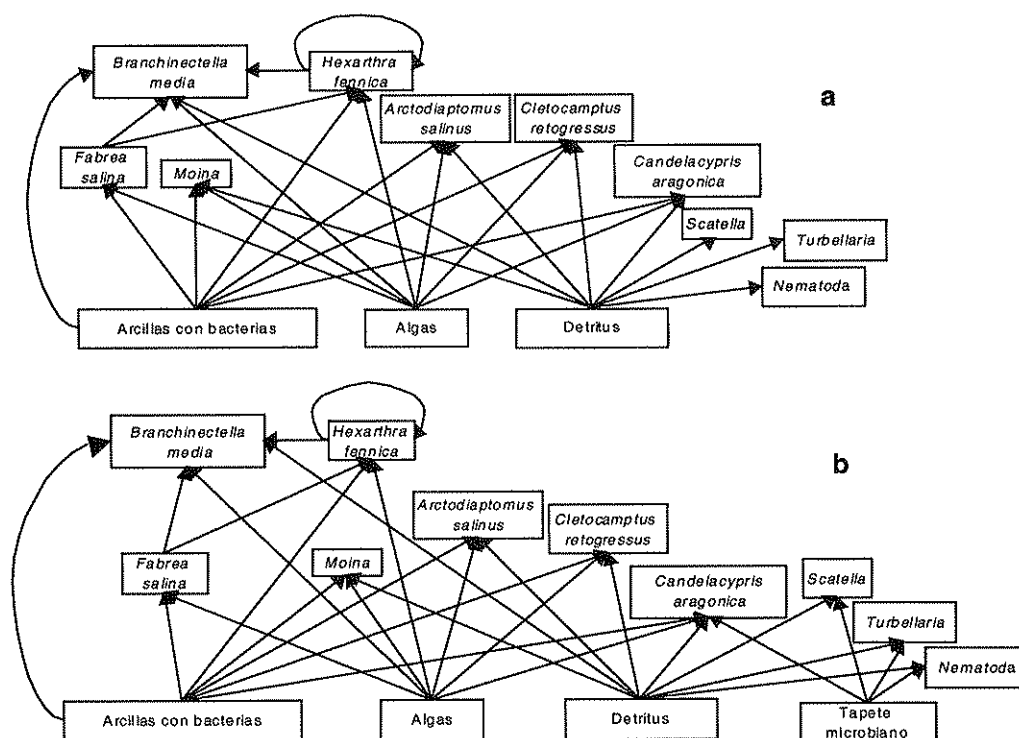 Branchinectella
media
Hexarthra
fennica
Arctodiaptomus
salinus
Cletocamptus
retogressus
a
Fabrea
salina
Moina
Candelacypris
aragonica
Scatella
Turbellaria
Nematoda
Arcillas con bacterias
Algas
Detritus
Branchinectella
media
Hexarthra
fennica
b
Arctodiaptomus
salinus
Cletocamptus
retogressus
Fabrea
salina
Moina
Candelacypris
aragonica
Scatella
Turbellaria
Nematoda
Arcillas con bacterias
Algas
Detritus
Tapete
microbiano